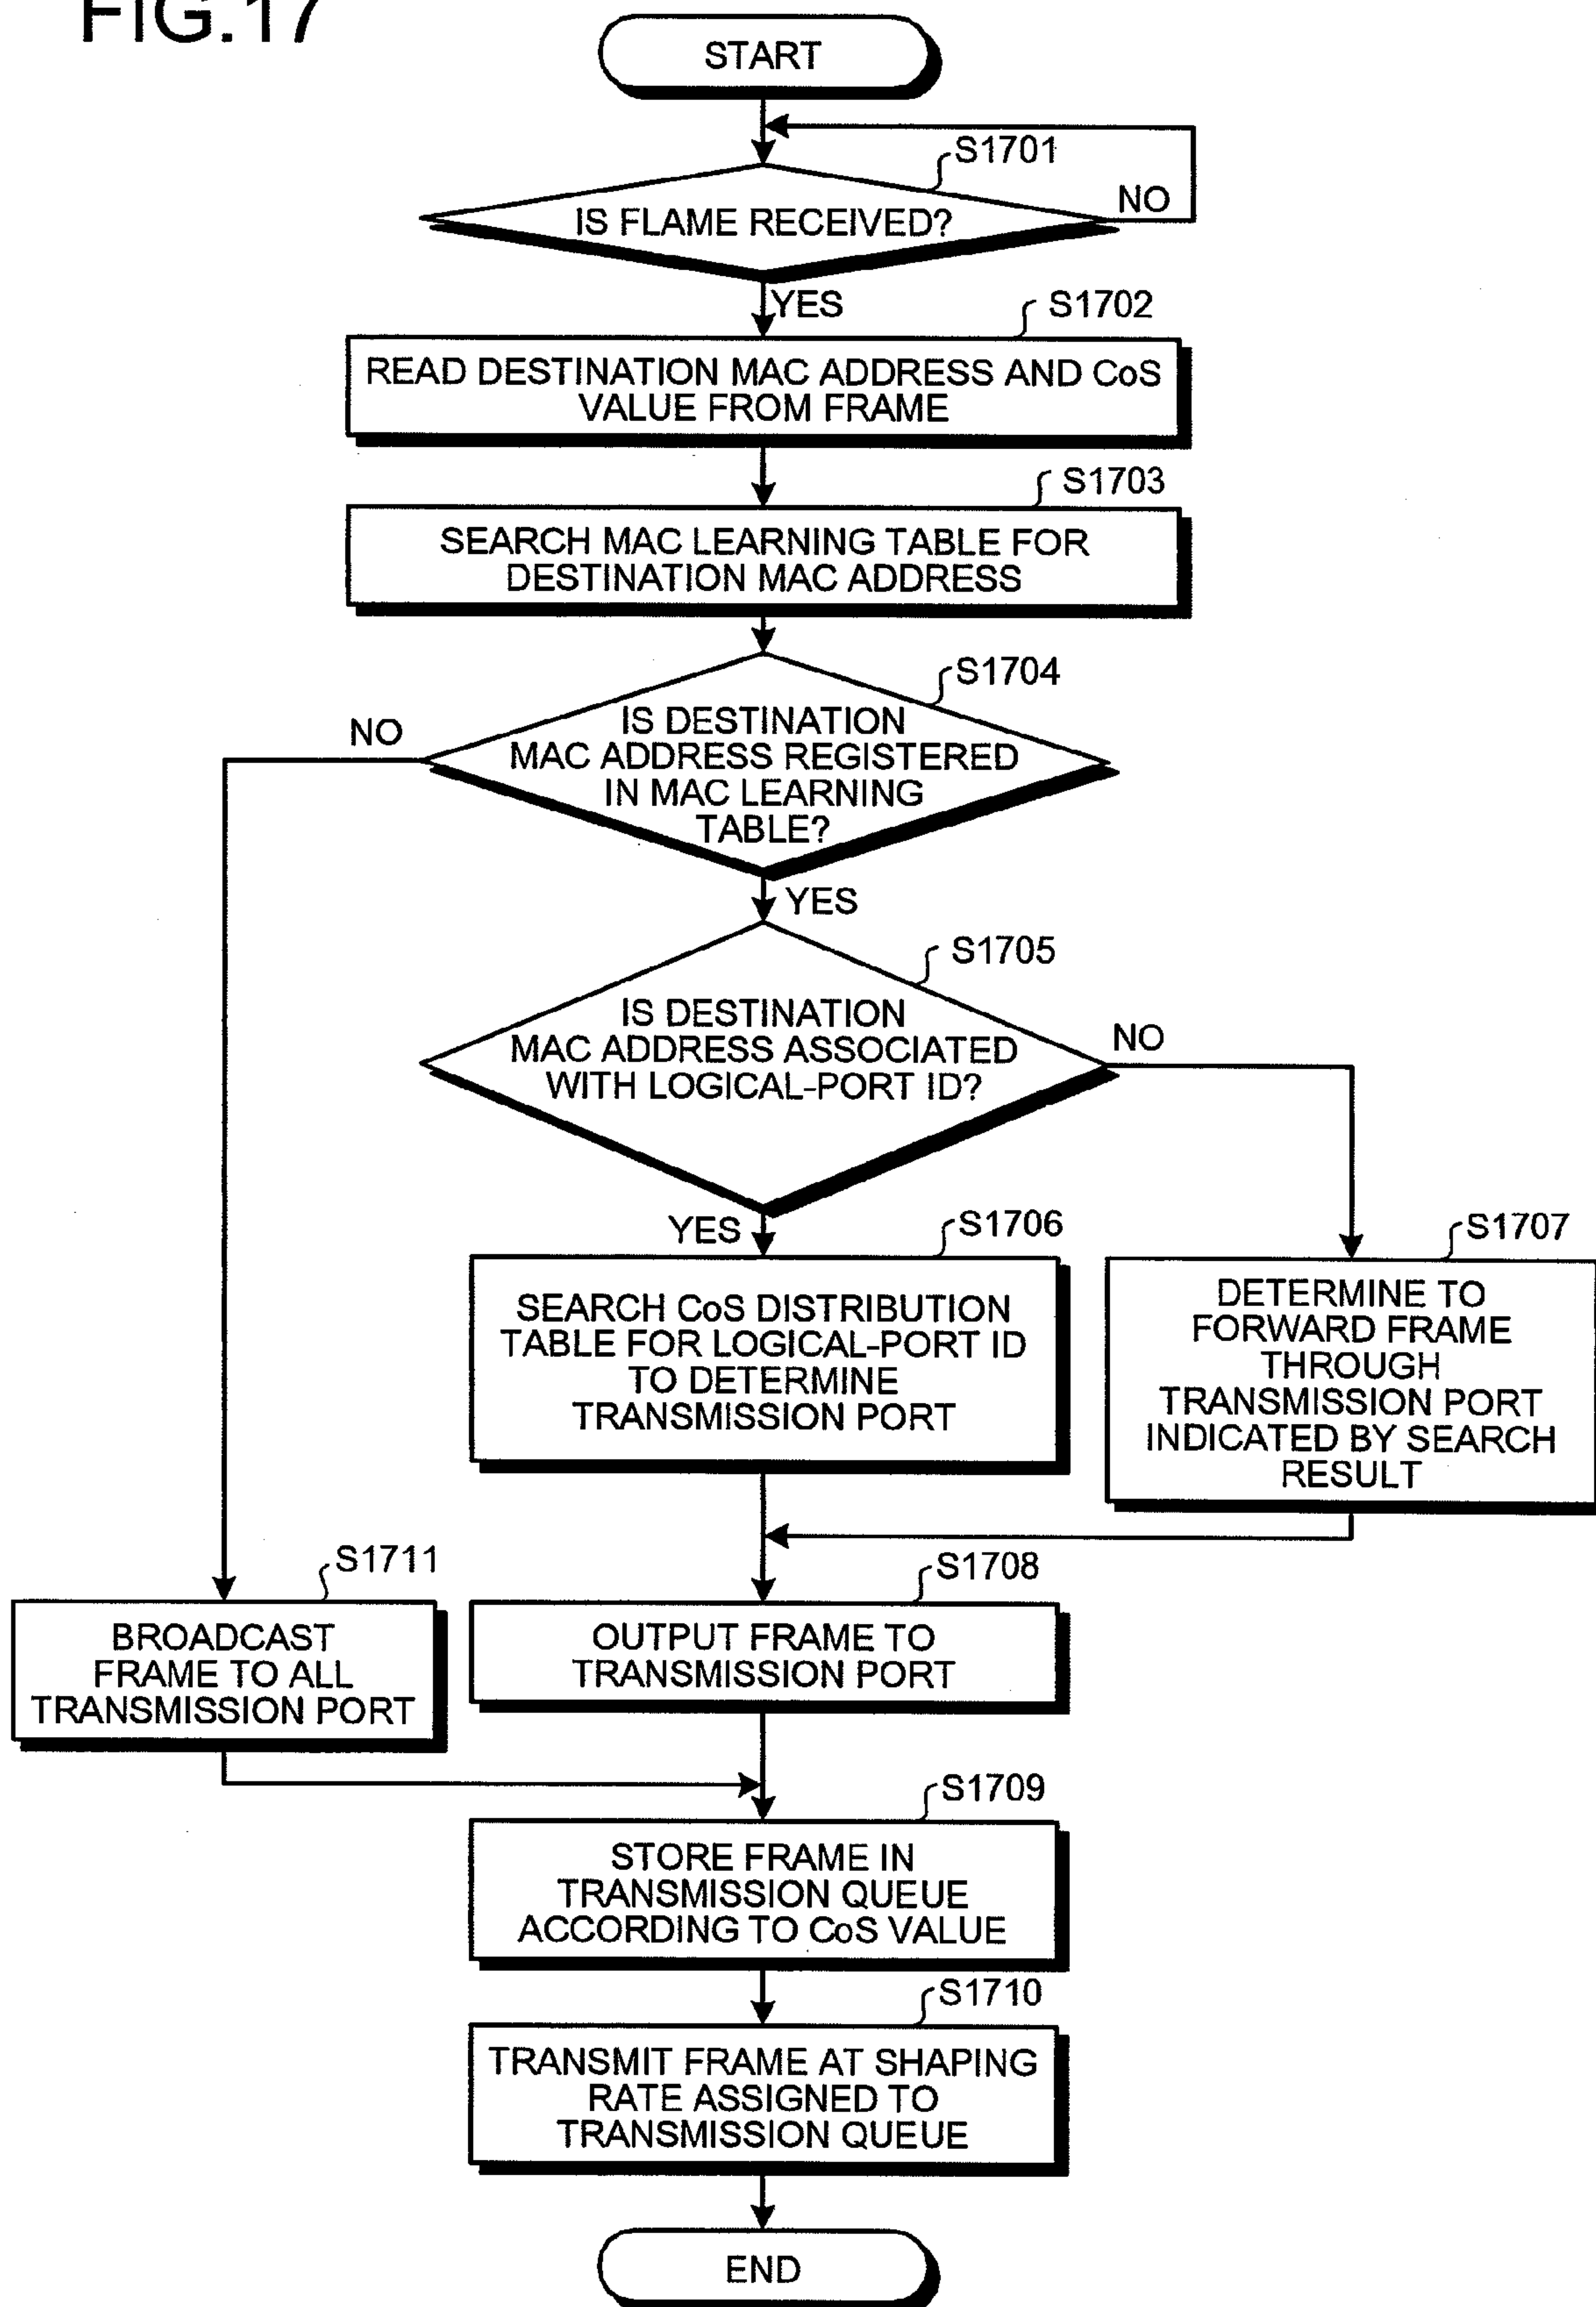 FIG.17
START
S1701
IS FLAME RECEIVED?
NO
YES
S1702
READ DESTINATION MAC ADDRESS AND CoS
VALUE FROM FRAME
S1703
SEARCH MAC LEARNING TABLE FOR
DESTINATION MAC ADDRESS
S1704
NO
IS DESTINATION
MAC ADDRESS REGISTERED
IN MAC LEARNING
TABLE?
YES
S1705
IS DESTINATION
MAC ADDRESS ASSOCIATED
WITH LOGICAL-PORT ID?
NO
YES
S1706
SEARCH CoS DISTRIBUTION
TABLE FOR LOGICAL-PORT ID
TO DETERMINE
TRANSMISSION PORT
S1707
DETERMINE TO
FORWARD FRAME
THROUGH
TRANSMISSION PORT
INDICATED BY SEARCH
RESULT
S1711
BROADCAST
FRAME TO ALL
TRANSMISSION PORT
S1708
OUTPUT FRAME TO
TRANSMISSION PORT
S1709
STORE FRAME IN
TRANSMISSION QUEUE
ACCORDING TO CoS VALUE
S1710
TRANSMIT FRAME AT SHAPING
RATE ASSIGNED TO
TRANSMISSION QUEUE
END